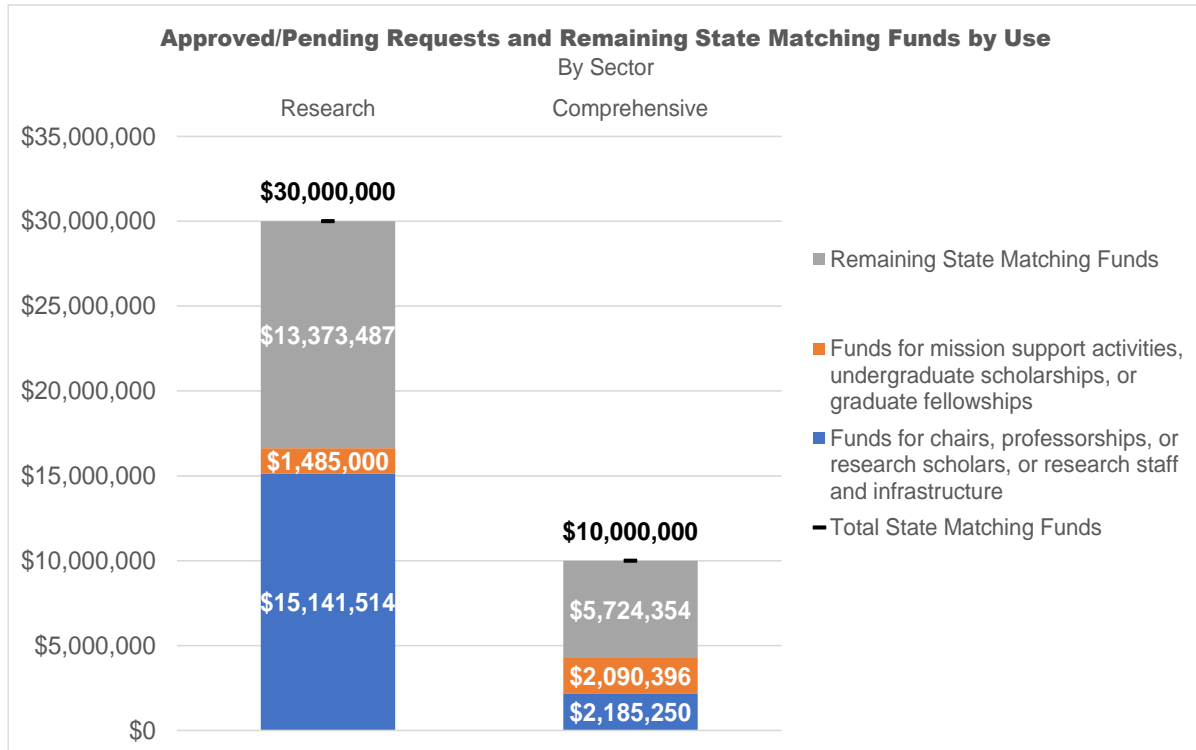 Approved/Pending Requests and Remaining State Matching Funds by Use
By Sector
Research
Comprehensive
$35,000,000
$30,000,000
$25,000,000
$20,000,000
$15,000,000
$10,000,000
$5,000,000
$0
$30,000,000
$13,373,487
$1,485,000
$15,141,514
$10,000,000
$5,724,354
$2,090,396
$2,185,250
Remaining State Matching Funds
Funds for mission support activities,
undergraduate scholarships, or
graduate fellowships
Funds for chairs, professorships, or
research scholars, or research staff
and infrastructure
Total State Matching Funds